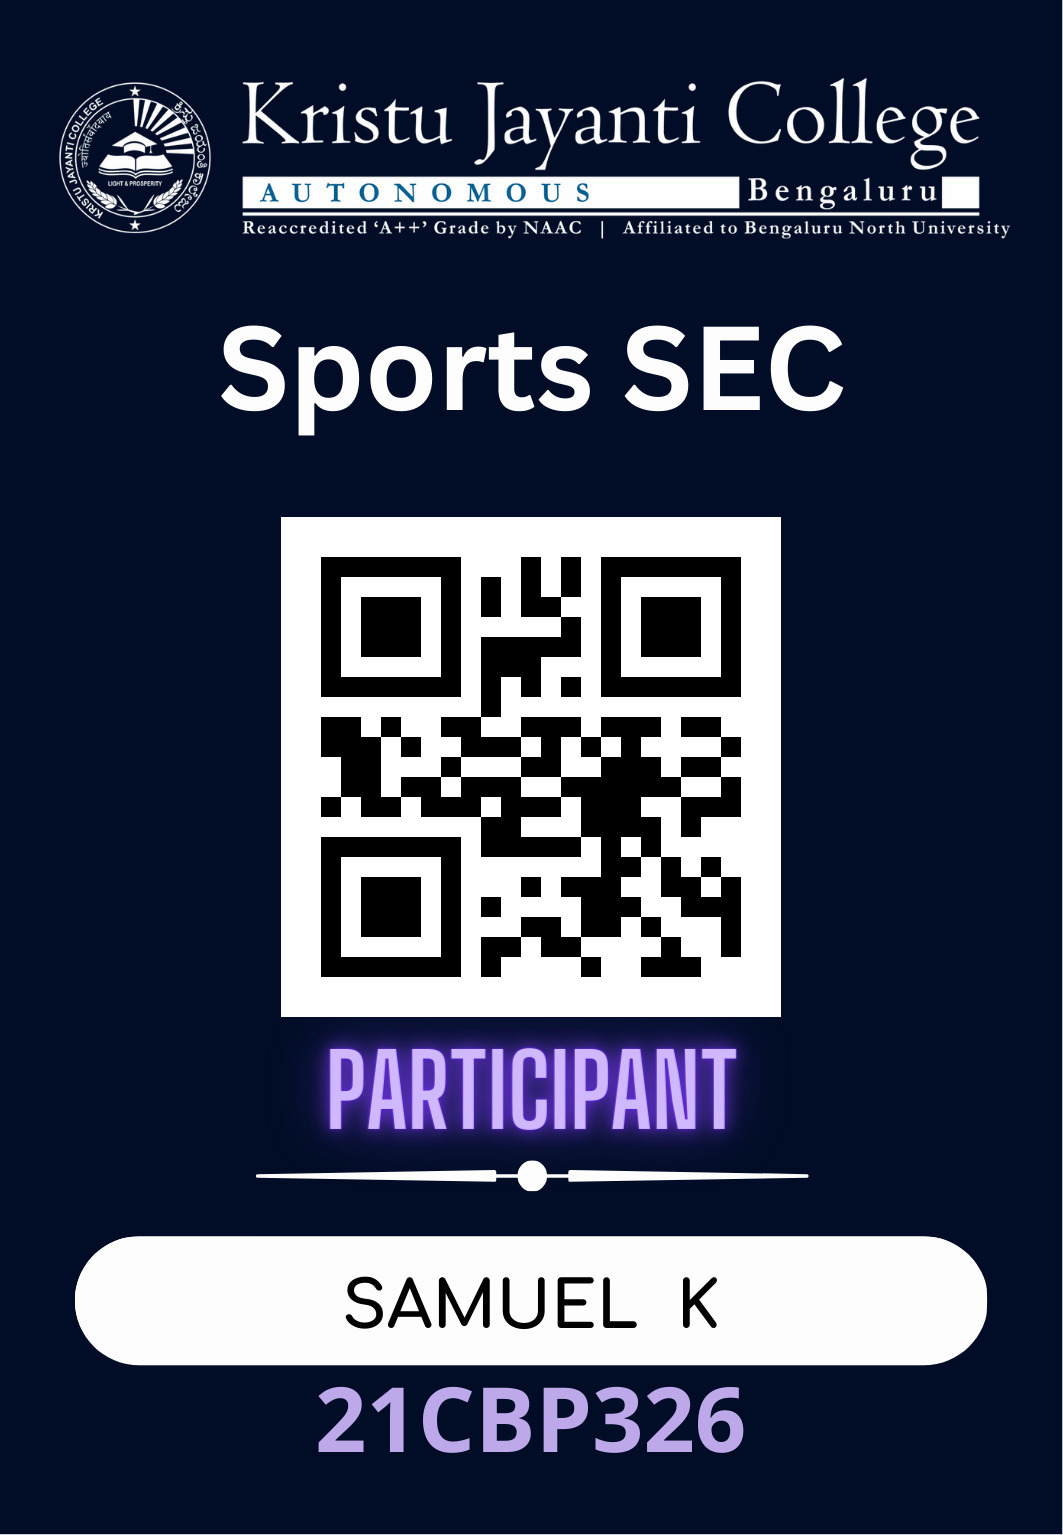 Kristu Jayanti College
AUTONOMOUS Bengaluru
Reaccredited ‘A++’ Grade by NAAC | Affiliated to Bengaluru North University
KRISTU JAYANTI COLLEGE
ಕ್ರಿಸ್ತು ಜಯಂತಿ ಕಾಲೇಜು
LIGHT & PROSPERITY
Sports SEC
PARTICIPANT
SAMUEL K
21CBP326